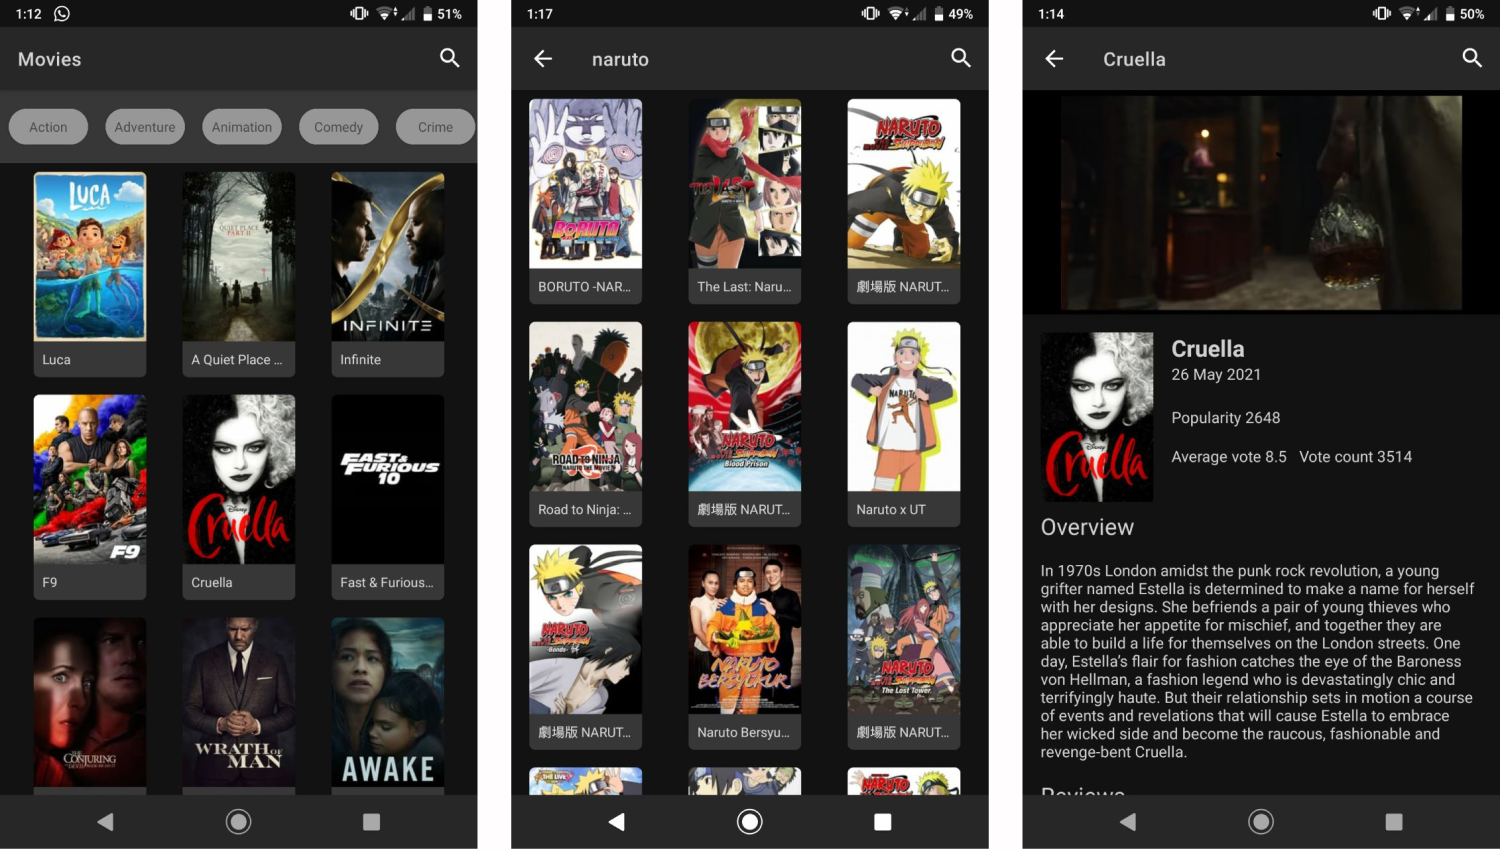 1:12
51%
Movies
Action
Adventure
Animation
Comedy
Crime
LUCA
A QUIET PLACE
PART II
INFINITE
Luca
A Quiet Place ...
Infinite
F9
Disney
Cruella
FAST&
FURIOUS
10
F9
Cruella
Fast & Furious...
THE
CONJURING
WRATH OF
MAN
AWAKE
1:17
49%
naruto
BORUTO
THE LAST
NARUTO
BORUTO -NAR...
The Last: Naru...
劇場版 NARUT...
ROAD TO NINJA
NARUTO THE MOVIE
NARUTO
Blood Prison
NARUTO
Road to Ninja: ...
劇場版 NARUT...
Naruto x UT
NARUTO
Bonds
NARUTO
BERSYUKUR
NARUTO
The Lost Tower
劇場版 NARUT...
Naruto Bersyu...
劇場版 NARUT...
THE LIVE
NARUTO
1:14
50%
Cruella
Disney
Cruella
Cruella
26 May 2021
Popularity 2648
Average vote 8.5 Vote count 3514
Overview
In 1970s London amidst the punk rock revolution, a young
grifter named Estella is determined to make a name for herself
with her designs. She befriends a pair of young thieves who
appreciate her appetite for mischief, and together they are
able to build a life for themselves on the London streets. One
day, Estella’s flair for fashion catches the eye of the Baroness
von Hellman, a fashion legend who is devastatingly chic and
terrifyingly haute. But their relationship sets in motion a course
of events and revelations that will cause Estella to embrace
her wicked side and become the raucous, fashionable and
revenge-bent Cruella.
Reviews